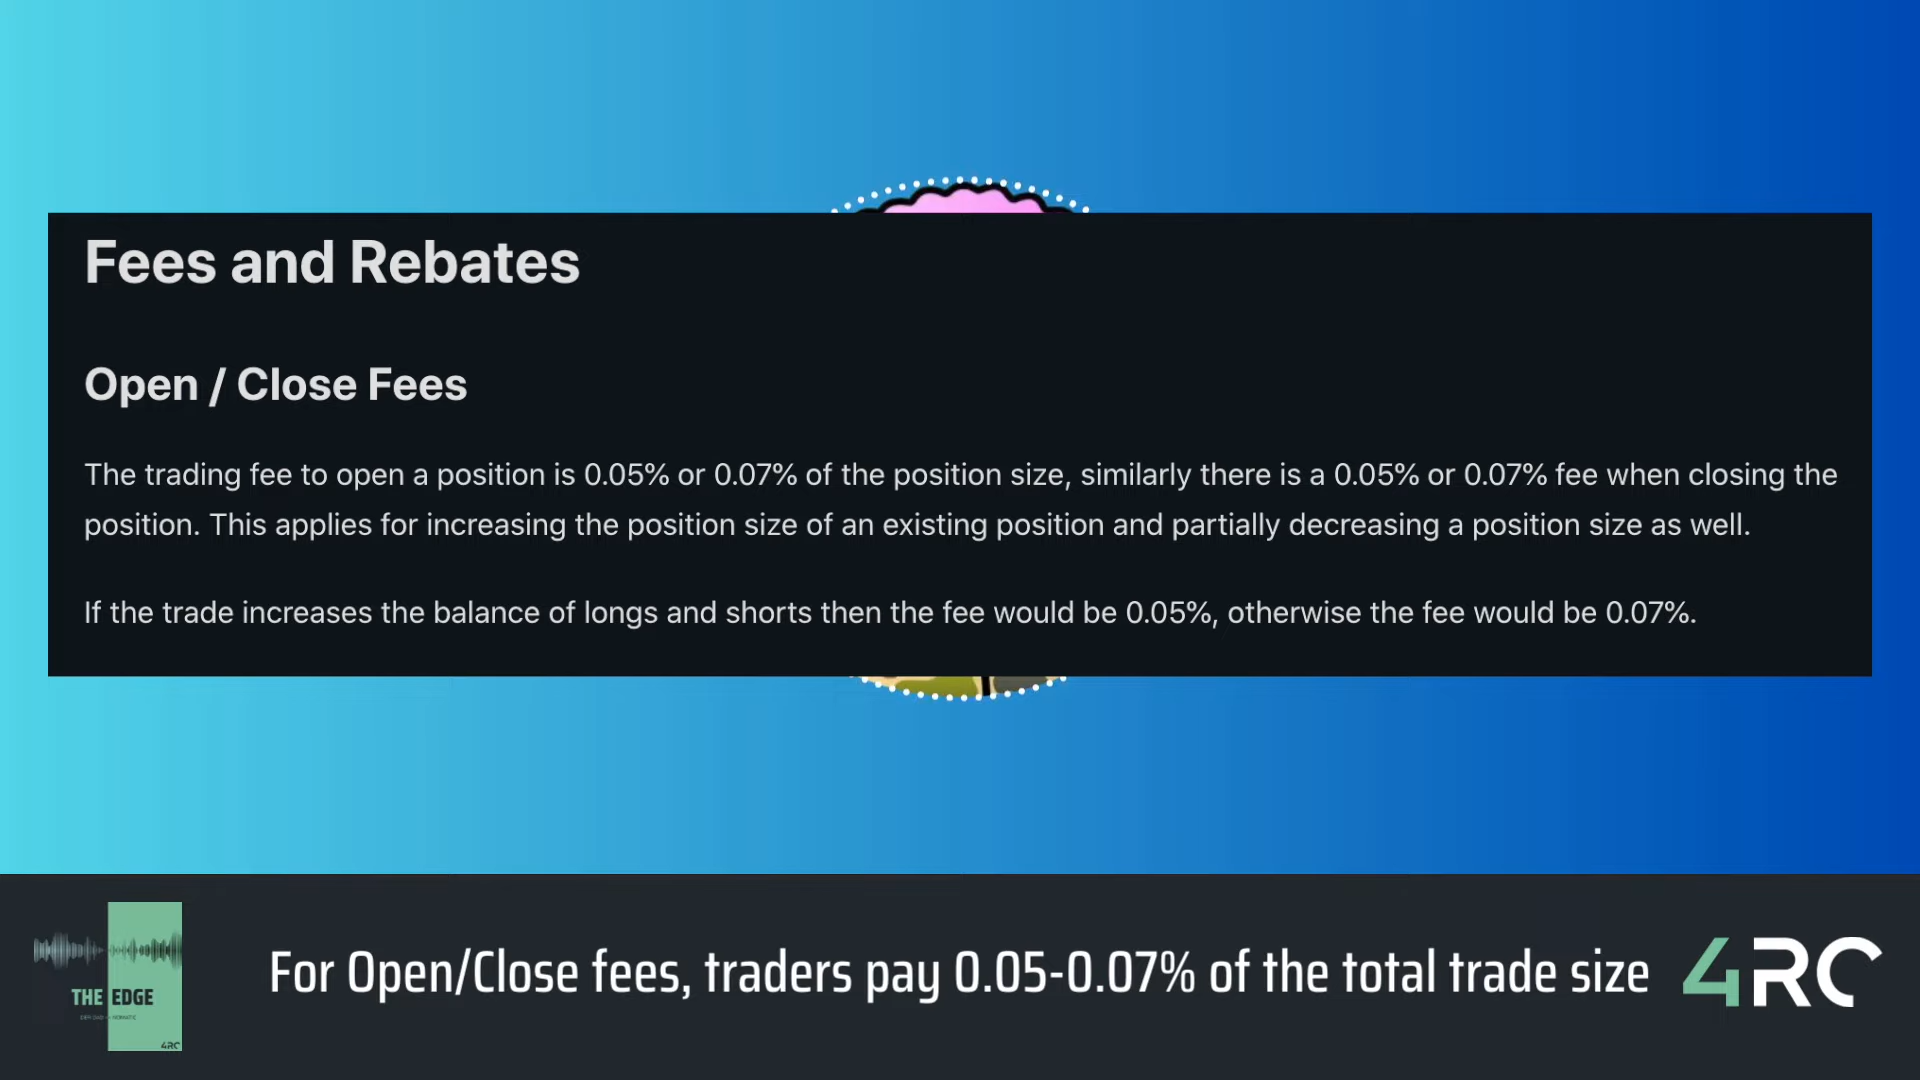 Fees and Rebates
Open / Close Fees
The trading fee to open a position is 0.05% or 0.07% of the position size, similarly there is a 0.05% or 0.07% fee when closing the
position. This applies for increasing the position size of an existing position and partially decreasing a position size as well.
If the trade increases the balance of longs and shorts then the fee would be 0.05%, otherwise the fee would be 0.07%.
THE EDGE
4RC
For Open/Close fees, traders pay 0.05-0.07% of the total trade size
4RC